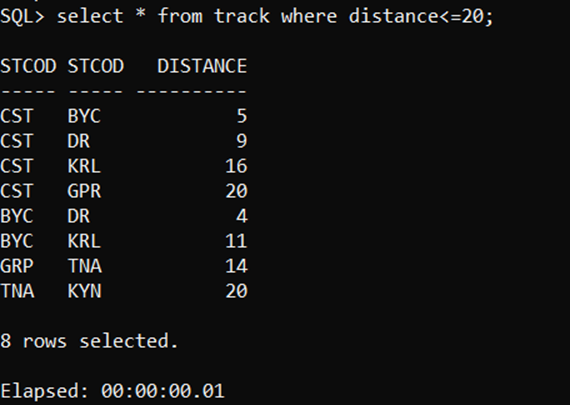 SQL> select * from track where distance<=20;
STCOD STCOD   DISTANCE
----- ----- ----------
CST   BYC            5
CST   DR             9
CST   KRL           16
CST   GPR           20
BYC   DR             4
BYC   KRL           11
GRP   TNA           14
TNA   KYN           20
8 rows selected.
Elapsed: 00:00:00.01